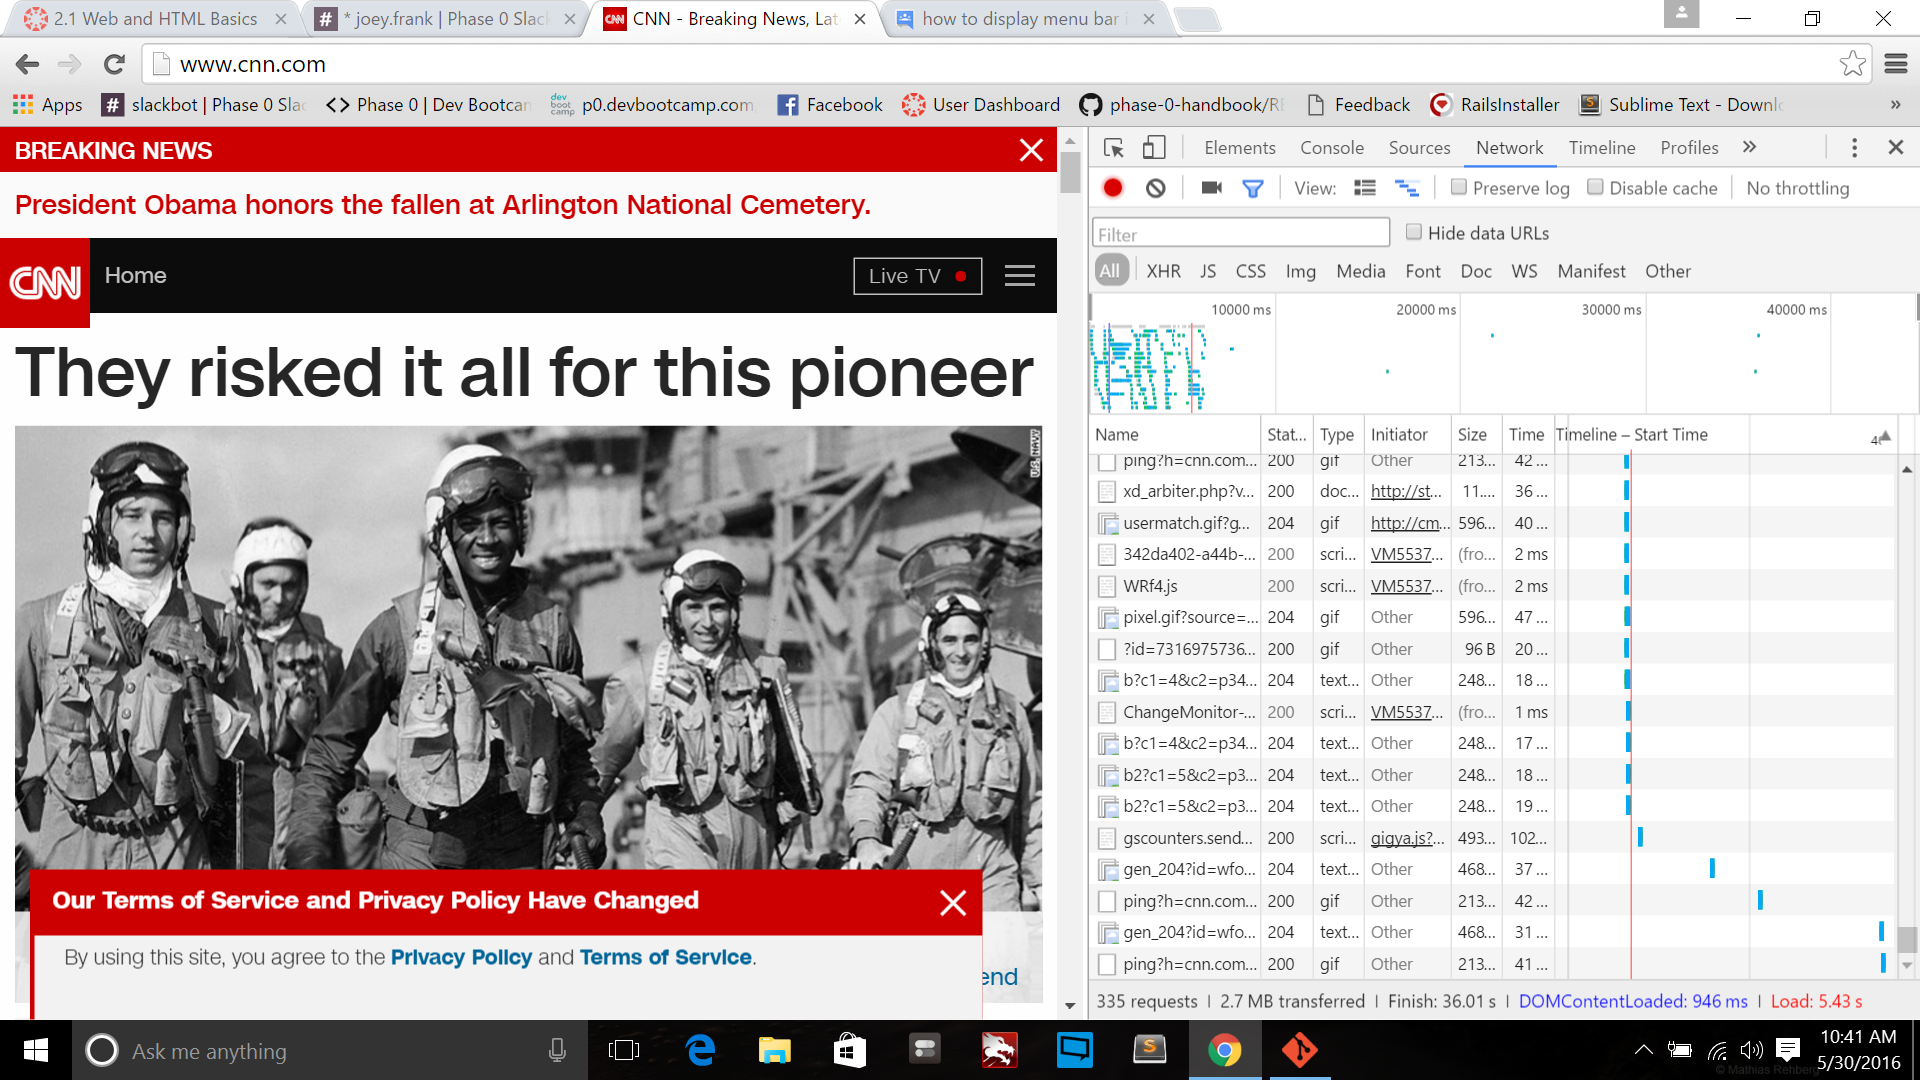 2.1 Web and HTML Basics
* joey.frank | Phase 0 Slac
CNN - Breaking News, Lat
how to display menu bar i
www.cnn.com
Apps
slackbot | Phase 0 Slac
Phase 0 | Dev Bootcam
dev boot camp
p0.devbootcamp.com
Facebook
User Dashboard
phase-0-handbook/RE
Feedback
RailsInstaller
Sublime Text - Downlo
»
BREAKING NEWS
President Obama honors the fallen at Arlington National Cemetery.
CNN
Home
Live TV
They risked it all for this pioneer
U.S. NAVY
Our Terms of Service and Privacy Policy Have Changed
By using this site, you agree to the Privacy Policy and Terms of Service.
end
Elements Console Sources Network Timeline Profiles »
View: Preserve log Disable cache No throttling
Filter Hide data URLs
All XHR JS CSS Img Media Font Doc WS Manifest Other
10000 ms 20000 ms 30000 ms 40000 ms
Name Stat... Type Initiator Size Time Timeline – Start Time
ping?h=cnn.com... 200 gif Other 213... 42 ...
xd_arbiter.php?v... 200 doc... http://st... 11.... 36 ...
usermatch.gif?g... 204 gif http://cm... 596... 40 ...
342da402-a44b-... 200 scri... VM5537... (fro... 2 ms
WRf4.js 200 scri... VM5537... (fro... 2 ms
pixel.gif?source=... 204 gif Other 596... 47 ...
?id=7316975736... 200 gif Other 96 B 20 ...
b?c1=4&c2=p34... 204 text... Other 248... 18 ...
ChangeMonitor-... 200 scri... VM5537... (fro... 1 ms
b?c1=4&c2=p34... 204 text... Other 248... 17 ...
b2?c1=5&c2=p3... 204 text... Other 248... 18 ...
b2?c1=5&c2=p3... 204 text... Other 248... 19 ...
gscounters.send... 200 scri... gigya.js?... 493... 102...
gen_204?id=wfo... 204 text... Other 468... 37 ...
ping?h=cnn.com... 200 gif Other 213... 42 ...
gen_204?id=wfo... 204 text... Other 468... 31 ...
ping?h=cnn.com... 200 gif Other 213... 41 ...
335 requests | 2.7 MB transferred | Finish: 36.01 s | DOMContentLoaded: 946 ms | Load: 5.43 s
Ask me anything
10:41 AM
5/30/2016
© Mathias Rehberg